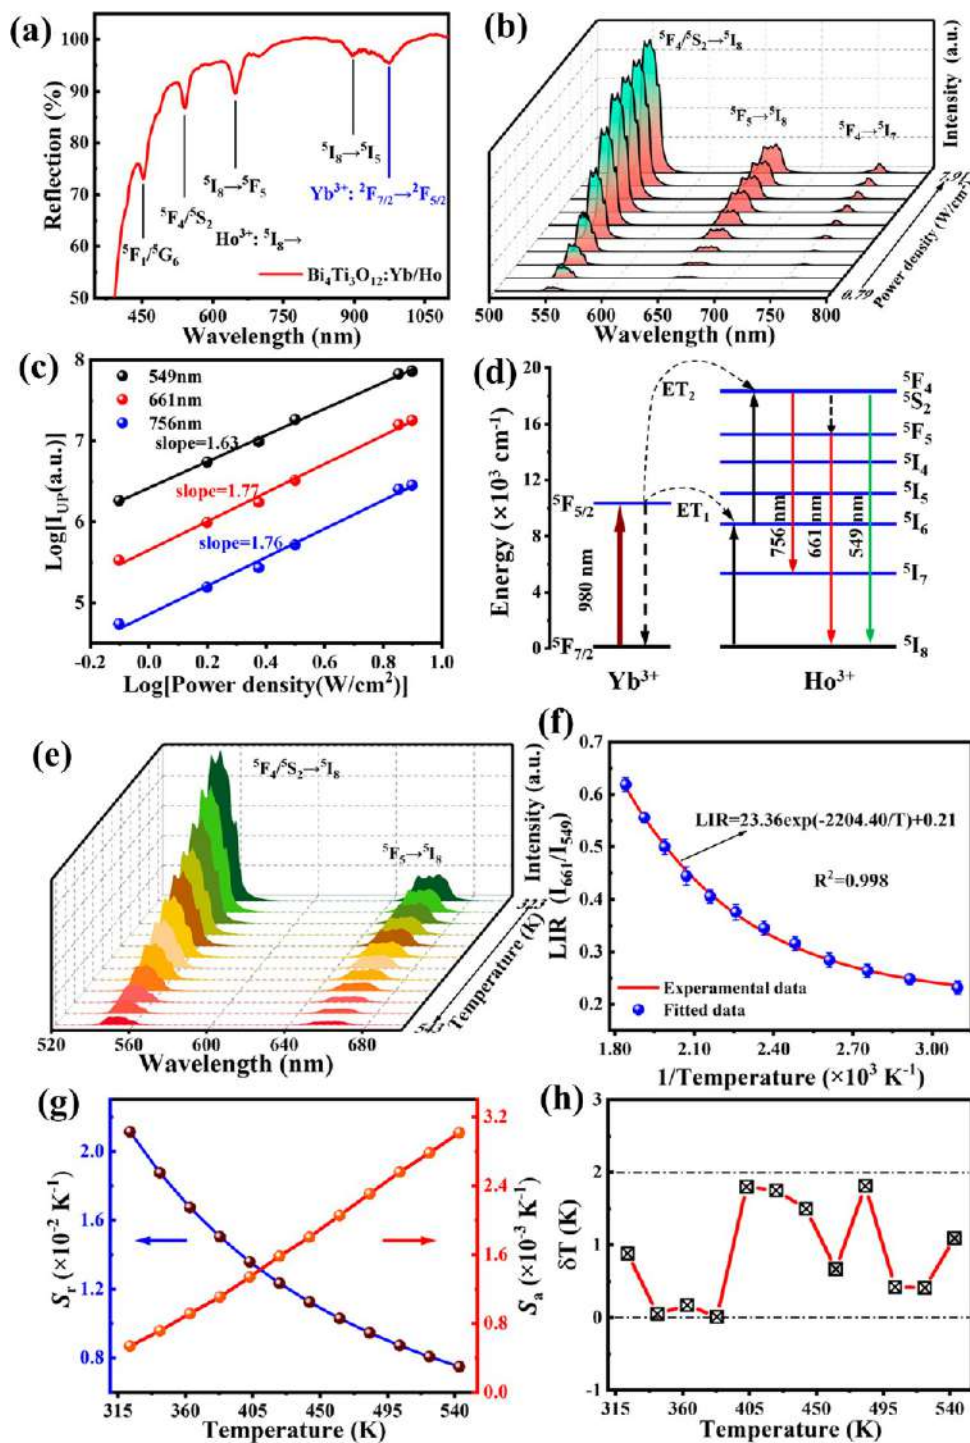 (a)
Reflection (%)
100
90
80
70
60
50
⁵F₁/⁵G₆
⁵F₄/⁵S₂
⁵I₈→⁵F₅
Ho³⁺: ⁵I₈→
⁵I₈→⁵I₅
Yb³⁺: ²F₇/₂→²F₅/₂
Bi₄Ti₃O₁₂:Yb/Ho
450 600 750 900 1050
Wavelength (nm)
(b)
⁵F₄/⁵S₂→⁵I₈
⁵F₅→⁵I₈
⁵F₄→⁵I₇
Intensity (a.u.)
7.91
Power density (W/cm²)
0.79
500 550 600 650 700 750 800
Wavelength (nm)
(c)
Log[I_UP(a.u.)]
8
7
6
5
549nm
661nm
756nm
slope=1.63
slope=1.77
slope=1.76
-0.2 0.0 0.2 0.4 0.6 0.8 1.0
Log[Power density(W/cm²)]
(d)
Energy (×10³ cm⁻¹)
20
16
12
8
4
0
ET₂
ET₁
⁵F₅/₂
⁵F₇/₂
980 nm
756 nm
661 nm
549 nm
⁵F₄
⁵S₂
⁵F₅
⁵I₄
⁵I₅
⁵I₆
⁵I₇
⁵I₈
Yb³⁺
Ho³⁺
(e)
⁵F₄/⁵S₂→⁵I₈
⁵F₅→⁵I₈
Intensity (a.u.)
Temperature (K)
520 560 600 640 680
Wavelength (nm)
(f)
LIR (I₆₆₁/I₅₄₉)
0.7
0.6
0.5
0.4
0.3
0.2
LIR=23.36exp(-2204.40/T)+0.21
R²=0.998
Experamental data
Fitted data
1.80 2.10 2.40 2.70 3.00
1/Temperature (×10³ K⁻¹)
(g)
Sᵣ (×10⁻² K⁻¹)
2.0
1.6
1.2
0.8
Sₐ (×10⁻³ K⁻¹)
3.2
2.4
1.6
0.8
0.0
315 360 405 450 495 540
Temperature (K)
(h)
δT (K)
3
2
1
0
-1
315 360 405 450 495 540
Temperature (K)